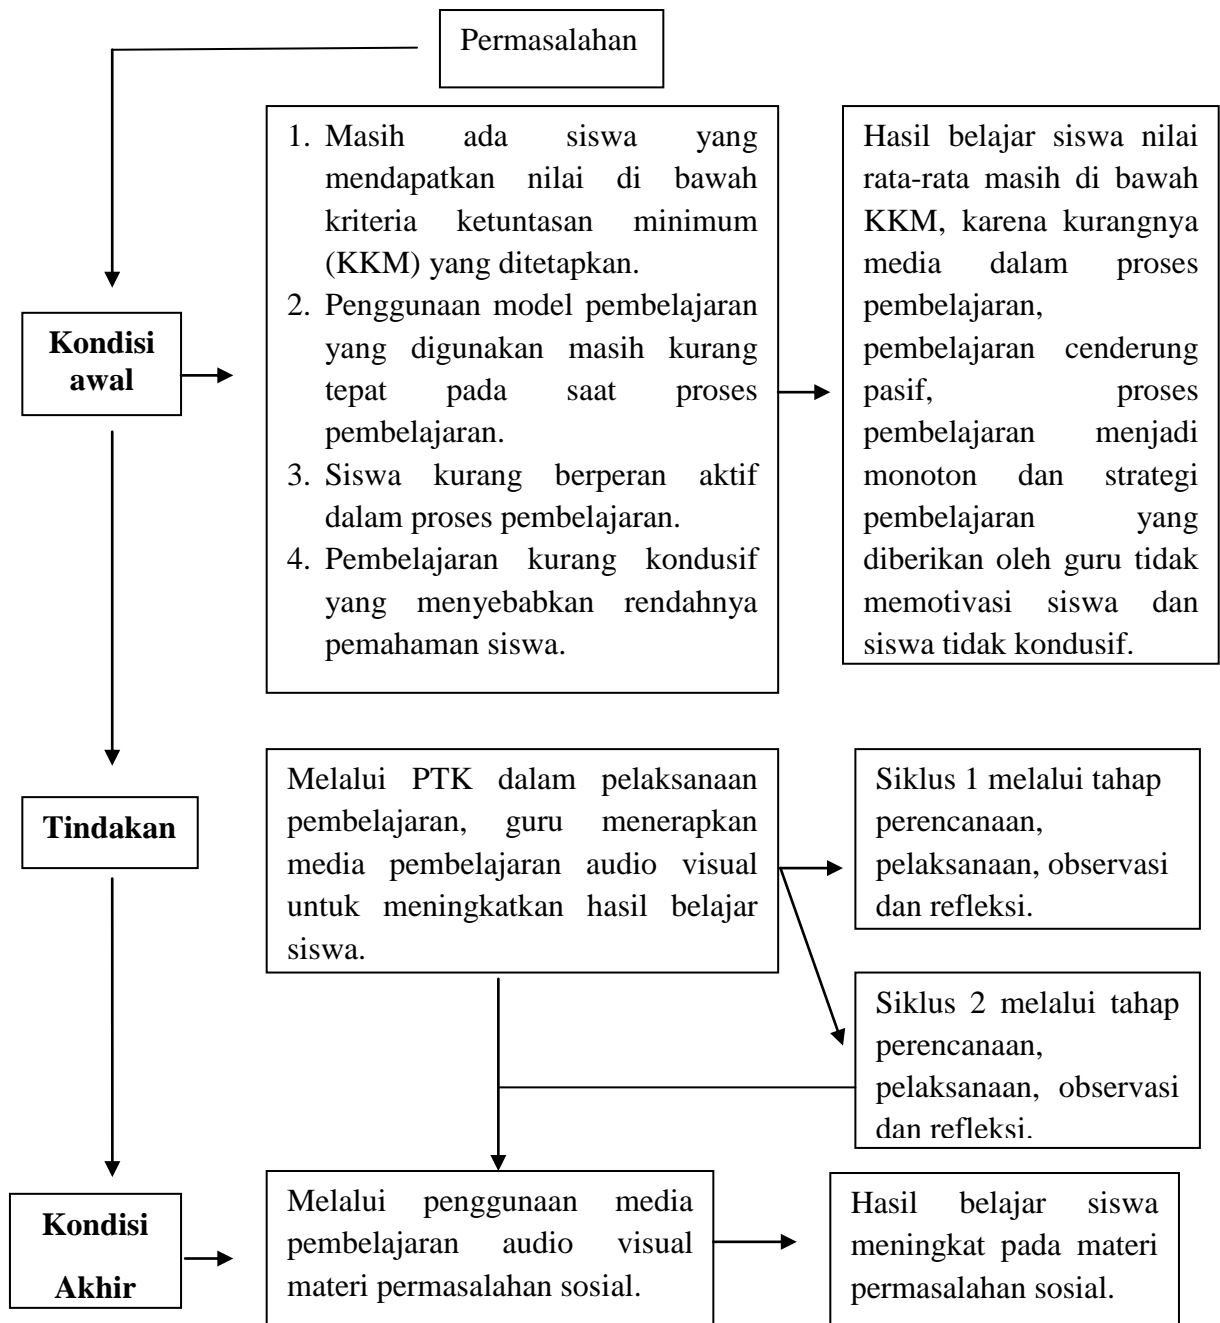 Permasalahan
1. Masih ada siswa yang
mendapatkan nilai di bawah
kriteria ketuntasan minimum
(KKM) yang ditetapkan.
2. Penggunaan model pembelajaran
yang digunakan masih kurang
tepat pada saat proses
pembelajaran.
3. Siswa kurang berperan aktif
dalam proses pembelajaran.
4. Pembelajaran kurang kondusif
yang menyebabkan rendahnya
pemahaman siswa.
Hasil belajar siswa nilai
rata-rata masih di bawah
KKM, karena kurangnya
media dalam proses
pembelajaran,
pembelajaran cenderung
pasif, proses
pembelajaran menjadi
monoton dan strategi
pembelajaran yang
diberikan oleh guru tidak
memotivasi siswa dan
siswa tidak kondusif.
Kondisi
awal
Tindakan
Melalui PTK dalam pelaksanaan
pembelajaran, guru menerapkan
media pembelajaran audio visual
untuk meningkatkan hasil belajar
siswa.
Siklus 1 melalui tahap
perencanaan,
pelaksanaan, observasi
dan refleksi.
Siklus 2 melalui tahap
perencanaan,
pelaksanaan, observasi
dan refleksi.
Kondisi
Akhir
Melalui penggunaan media
pembelajaran audio visual
materi permasalahan sosial.
Hasil belajar siswa
meningkat pada materi
permasalahan sosial.